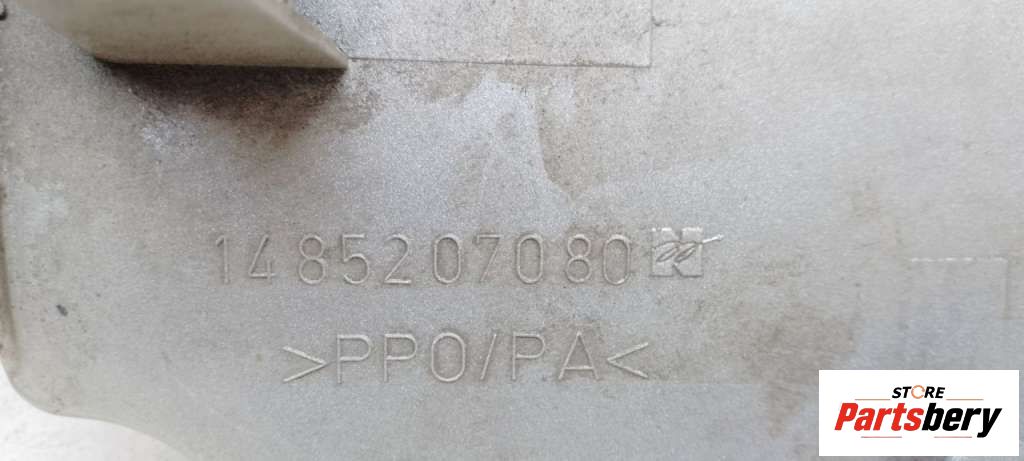 1485207080 N
>PPO/PA<
STORE
Partsbery